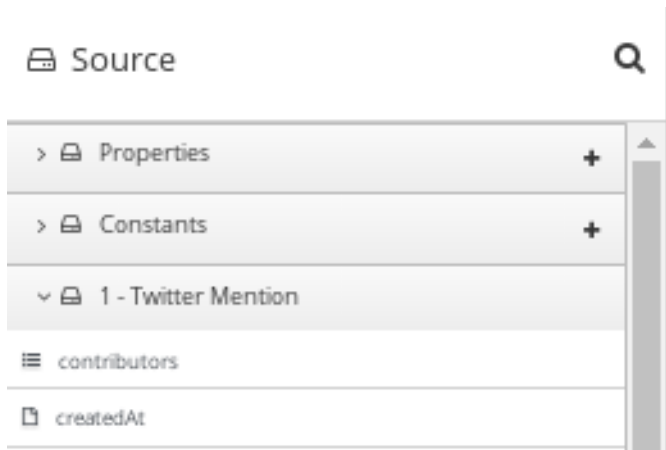 Source
Properties
Constants
1 - Twitter Mention
contributors
createdAt